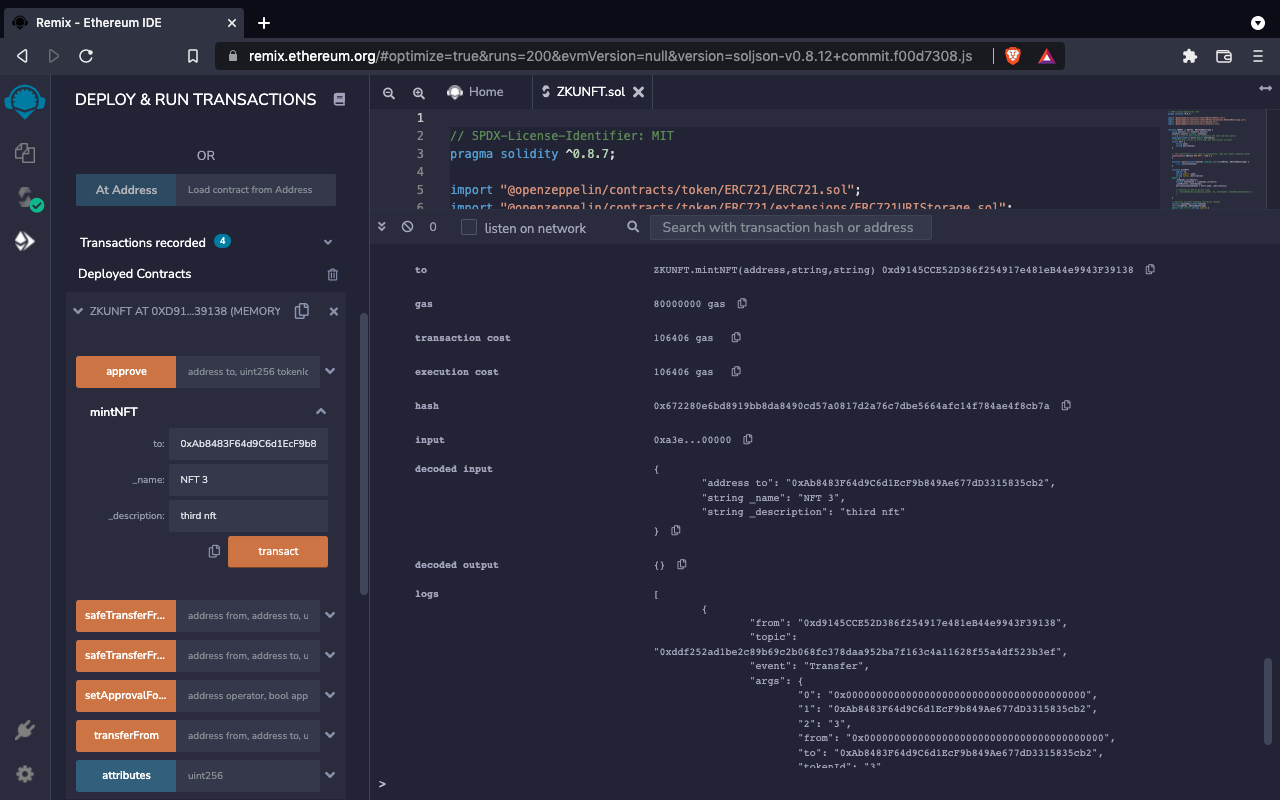 Remix - Ethereum IDE
remix.ethereum.org/#optimize=true&runs=200&evmVersion=null&version=soljson-v0.8.12+commit.f00d7308.js
DEPLOY & RUN TRANSACTIONS
OR
At Address Load contract from Address
Transactions recorded 4
Deployed Contracts
ZKUNFT AT 0XD91...39138 (MEMORY
approve address to, uint256 tokenId
mintNFT
to: 0xAb8483F64d9C6d1EcF9b8
_name: NFT 3
_description: third nft
transact
safeTransferFr... address from, address to, u
safeTransferFr... address from, address to, u
setApprovalFo... address operator, bool app
transferFrom address from, address to, u
attributes uint256
Home ZKUNFT.sol
1
2 // SPDX-License-Identifier: MIT
3 pragma solidity ^0.8.7;
4
5 import "@openzeppelin/contracts/token/ERC721/ERC721.sol";
6 import "@openzeppelin/contracts/token/ERC721/extensions/ERC721URIStorage.sol";
0 listen on network Search with transaction hash or address
to ZKUNFT.mintNFT(address,string,string) 0xd9145CCE52D386f254917e481eB44e9943F39138
gas 80000000 gas
transaction cost 106406 gas
execution cost 106406 gas
hash 0x672280e6bd8919bb8da8490cd57a0817d2a76c7dbe5664afc14f784ae4f8cb7a
input 0xa3e...00000
decoded input {
"address to": "0xAb8483F64d9C6d1EcF9b849Ae677dD3315835cb2",
"string _name": "NFT 3",
"string _description": "third nft"
}
decoded output {}
logs [
{
"from": "0xd9145CCE52D386f254917e481eB44e9943F39138",
"topic":
"0xddf252ad1be2c89b69c2b068fc378daa952ba7f163c4a11628f55a4df523b3ef",
"event": "Transfer",
"args": {
"0": "0x0000000000000000000000000000000000000000",
"1": "0xAb8483F64d9C6d1EcF9b849Ae677dD3315835cb2",
"2": "3",
"from": "0x0000000000000000000000000000000000000000",
"to": "0xAb8483F64d9C6d1EcF9b849Ae677dD3315835cb2",
"tokenId": "3"
>